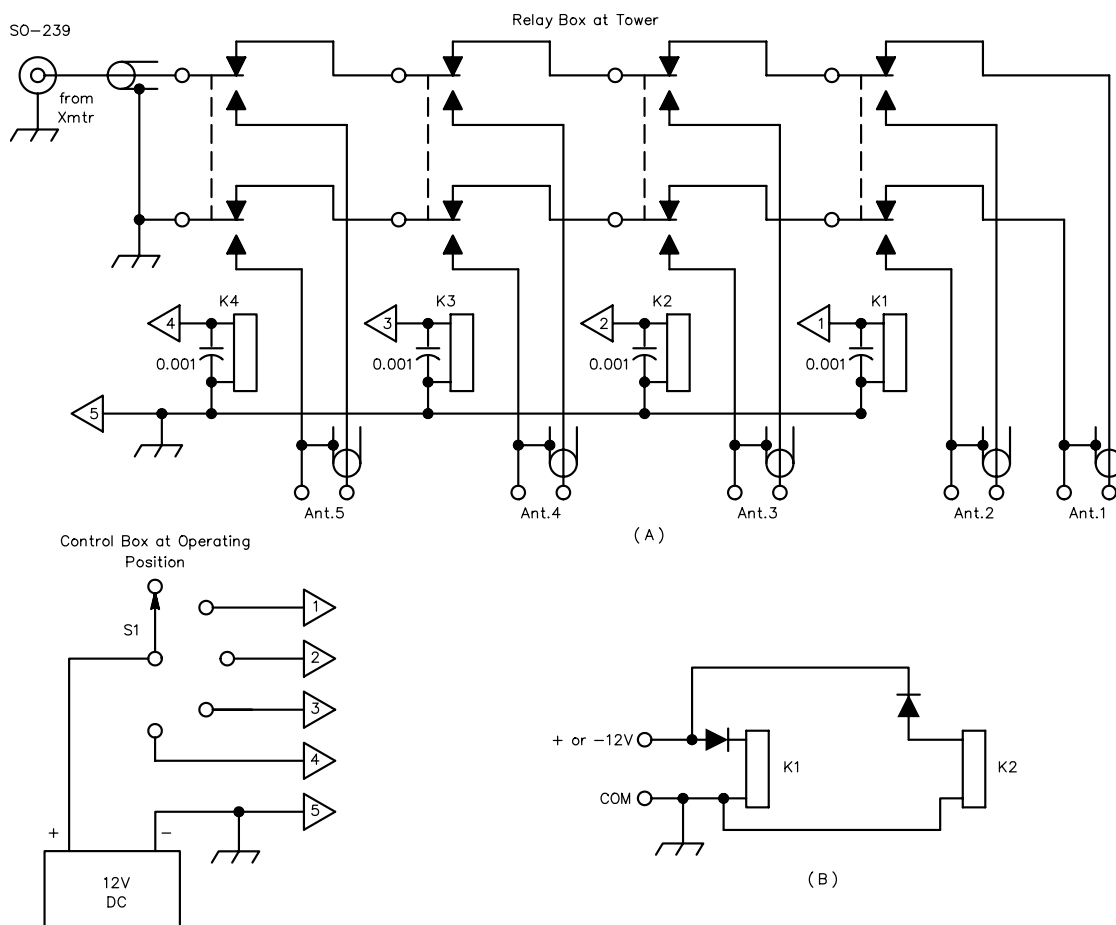 Relay Box at Tower
SO-239
from
Xmtr
K4
K3
K2
K1
4
3
2
1
0.001
0.001
0.001
0.001
5
Ant.5
Ant.4
Ant.3
Ant.2
Ant.1
(A)
Control Box at Operating
Position
S1
1
2
3
4
5
+
−
12V
DC
+ or −12V
K1
K2
COM
(B)